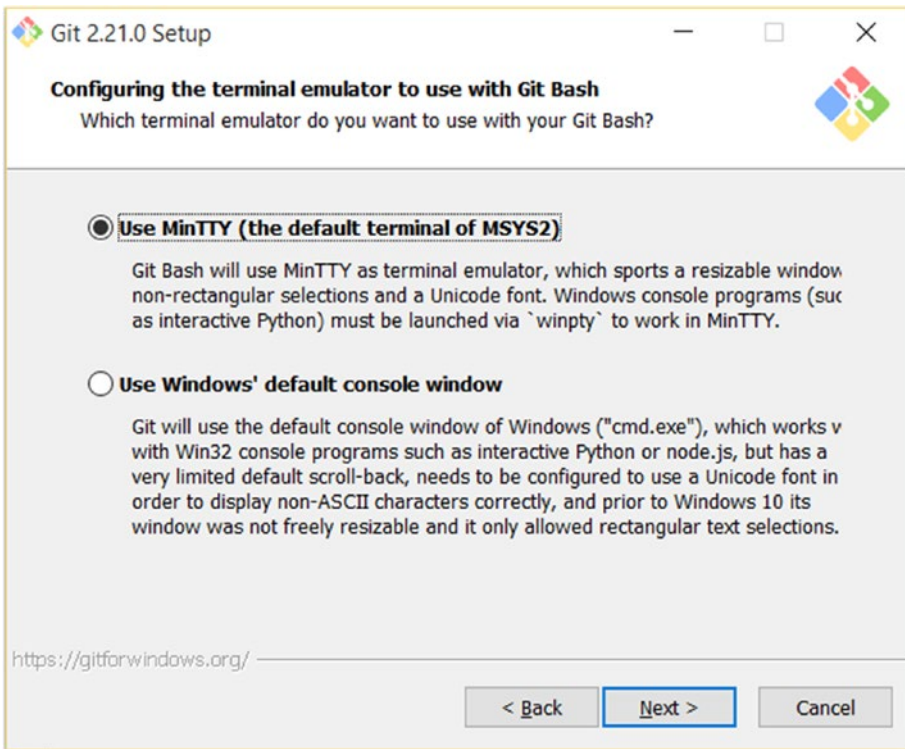 Git 2.21.0 Setup
Configuring the terminal emulator to use with Git Bash
Which terminal emulator do you want to use with your Git Bash?
Use MinTTY (the default terminal of MSYS2)
Git Bash will use MinTTY as terminal emulator, which sports a resizable window
non-rectangular selections and a Unicode font. Windows console programs (suc
as interactive Python) must be launched via `winpty` to work in MinTTY.
Use Windows' default console window
Git will use the default console window of Windows ("cmd.exe"), which works w
with Win32 console programs such as interactive Python or node.js, but has a
very limited default scroll-back, needs to be configured to use a Unicode font in
order to display non-ASCII characters correctly, and prior to Windows 10 its
window was not freely resizable and it only allowed rectangular text selections.
https://gitforwindows.org/
< Back Next > Cancel